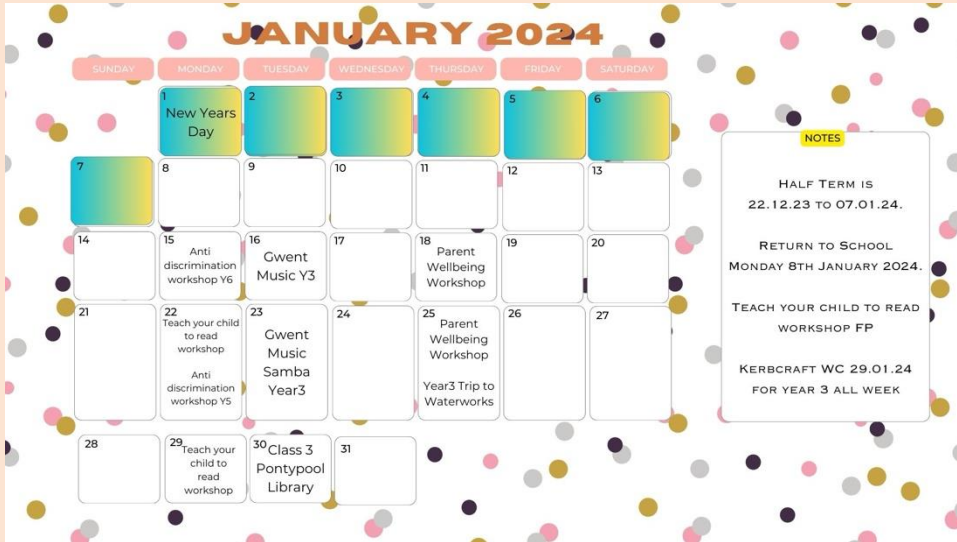 JANUARY 2024
SUNDAY MONDAY TUESDAY WEDNESDAY THURSDAY FRIDAY SATURDAY
1
New Years
Day
2
3
4
5
6
7
8
9
10
11
12
13
14
15
Anti
discrimination
workshop Y6
16
Gwent
Music Y3
17
18
Parent
Wellbeing
Workshop
19
20
21
22
Teach your child
to read
workshop
Anti
discrimination
workshop Y5
23
Gwent
Music
Samba
Year3
24
25
Parent
Wellbeing
Workshop
Year3 Trip to
Waterworks
26
27
28
29
Teach your
child to
read
workshop
30
Class 3
Pontypool
Library
31
NOTES
Half Term is
22.12.23 to 07.01.24.
Return to School
Monday 8th January 2024.
Teach your child to read
workshop FP
Kerbcraft WC 29.01.24
for year 3 all week